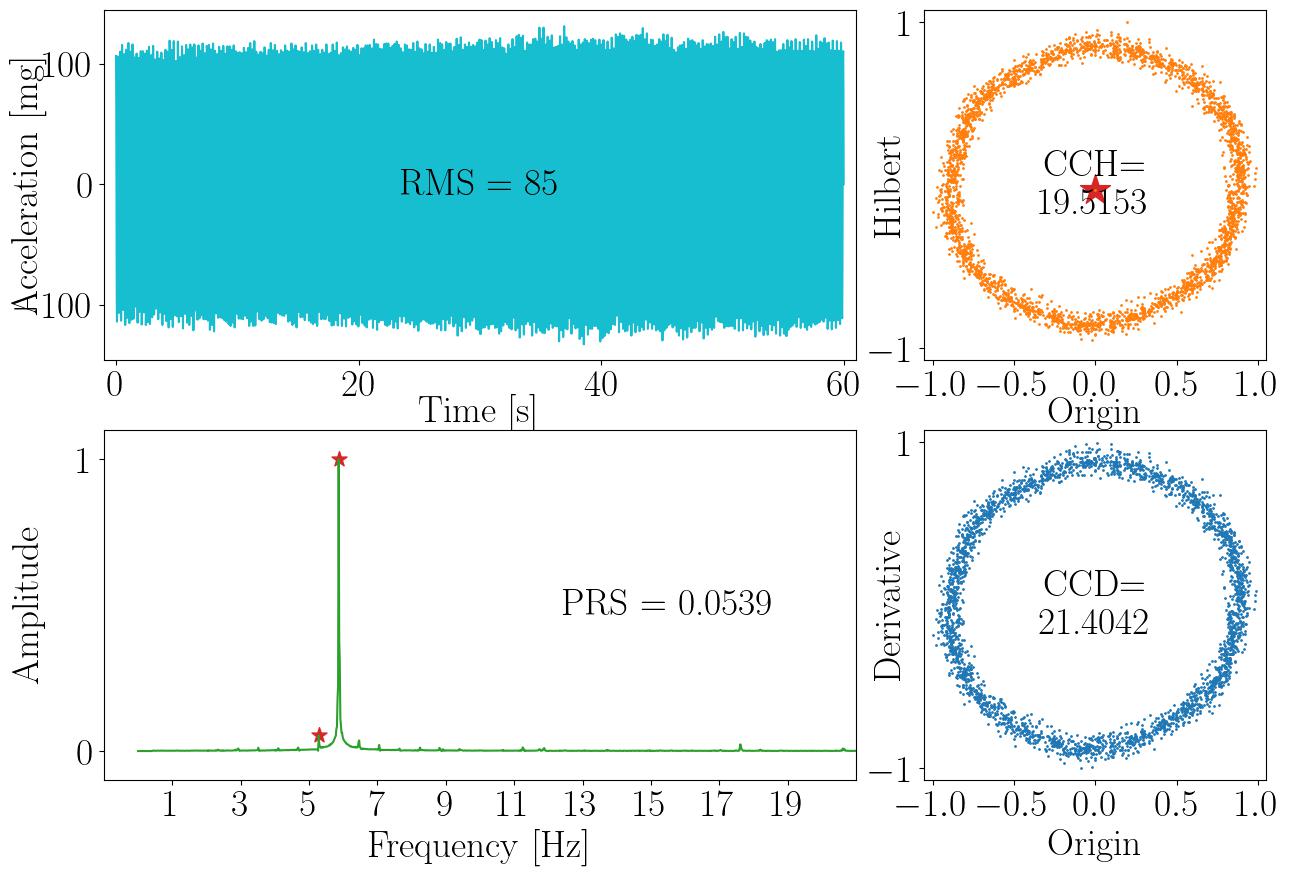 Acceleration [mg]
100
0
−100
RMS = 85
0 20 40 60
Time [s]
Hilbert
1
−1
CCH=
19.5153
−1.0 −0.5 0.0 0.5 1.0
Origin
Amplitude
1
0
PRS = 0.0539
1 3 5 7 9 11 13 15 17 19
Frequency [Hz]
Derivative
1
−1
CCD=
21.4042
−1.0 −0.5 0.0 0.5 1.0
Origin